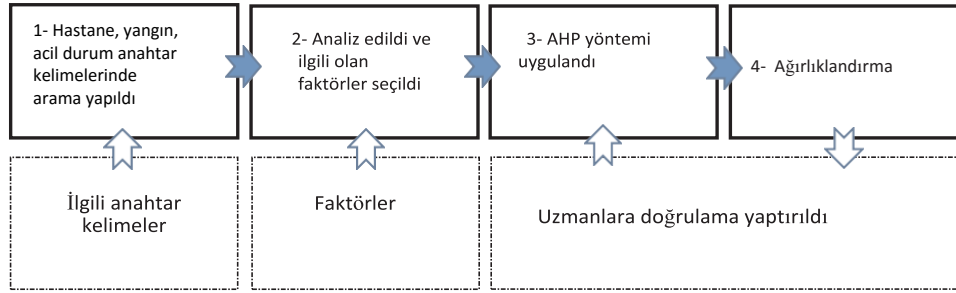 1- Hastane, yangın,
acil durum anahtar
kelimelerinde
arama yapıldı
2- Analiz edildi ve
ilgili olan
faktörler seçildi
3- AHP yöntemi
uygulandı
4- Ağırlıklandırma
İlgili anahtar
kelimeler
Faktörler
Uzmanlara doğrulama yaptırıldı